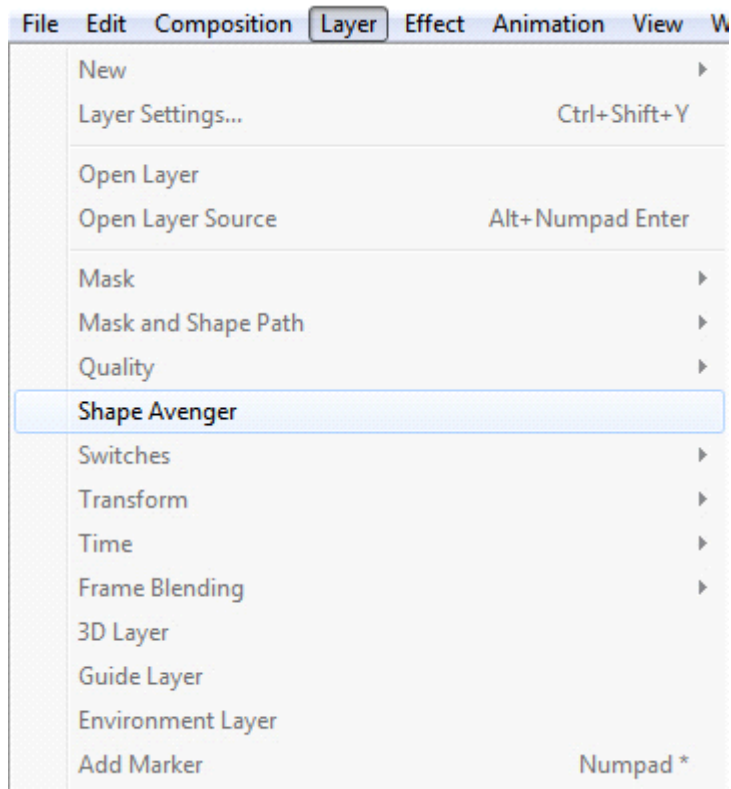 File Edit Composition Layer Effect Animation View W
New
Layer Settings... Ctrl+Shift+Y
Open Layer
Open Layer Source Alt+Numpad Enter
Mask
Mask and Shape Path
Quality
Shape Avenger
Switches
Transform
Time
Frame Blending
3D Layer
Guide Layer
Environment Layer
Add Marker Numpad *